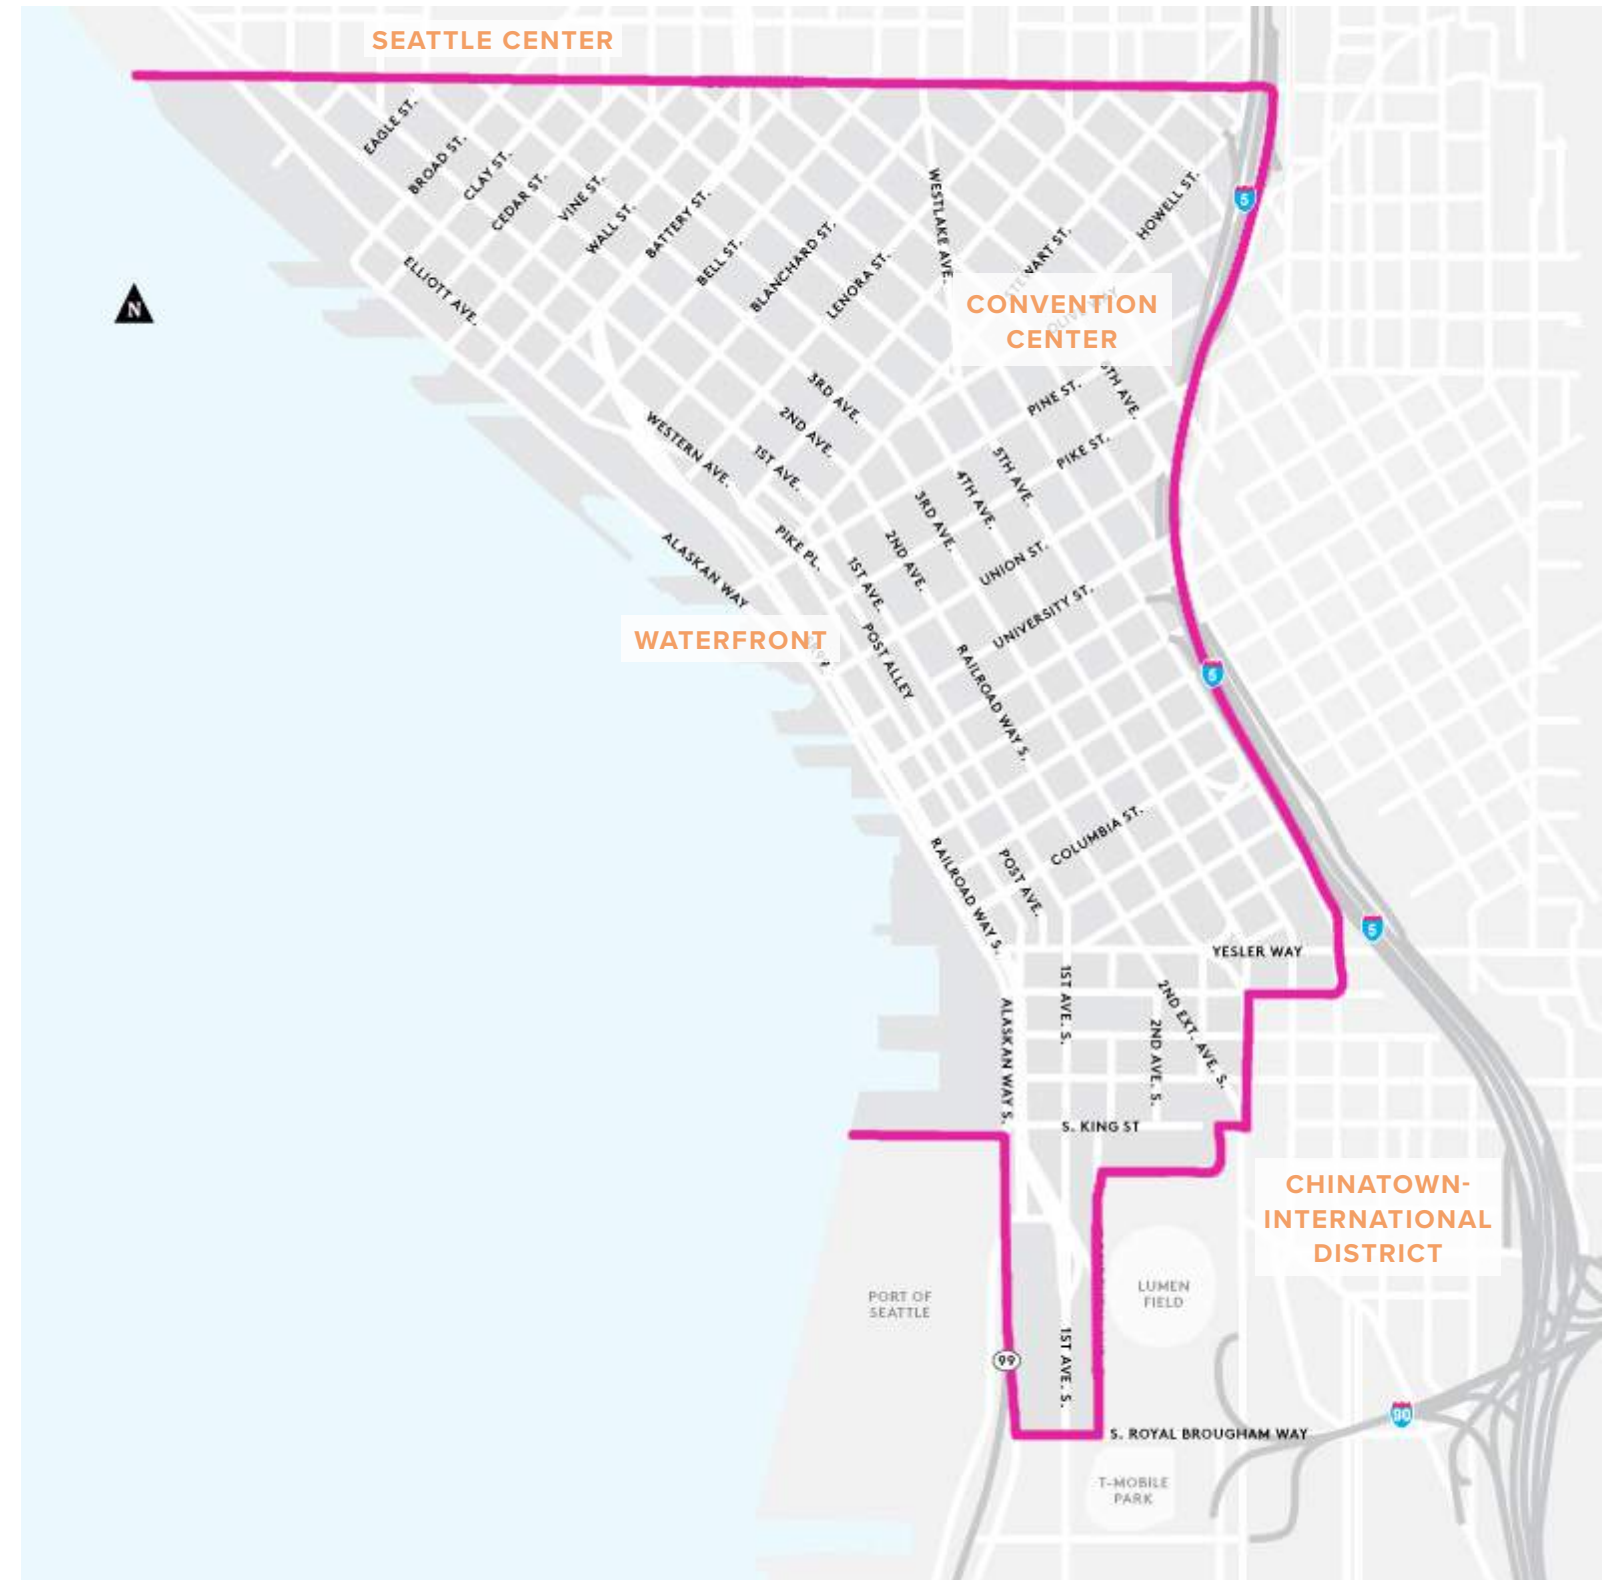 SEATTLE CENTER
EAGLE ST.
BROAD ST.
CLAY ST.
CEDAR ST.
VINE ST.
WALL ST.
BATTERY ST.
BELL ST.
BLANCHARD ST.
LENORA ST.
WESTLAKE AVE.
HOWELL ST.
5
N
ELLIOTT AVE.
CONVENTION
CENTER
3RD AVE.
2ND AVE.
1ST AVE.
WESTERN AVE.
PINE ST.
PIKE ST.
5TH AVE.
4TH AVE.
3RD AVE.
2ND AVE.
1ST AVE.
UNION ST.
UNIVERSITY ST.
PIKE PL.
ALASKAN WAY
WATERFRONT
POST ALLEY
RAILROAD WAY S.
5
COLUMBIA ST.
RAILROAD WAY S.
POST AVE.
5
YESLER WAY
1ST AVE. S.
2ND EXT. AVE. S.
2ND AVE. S.
ALASKAN WAY S.
S. KING ST
CHINATOWN-
INTERNATIONAL
DISTRICT
PORT OF
SEATTLE
LUMEN
FIELD
1ST AVE. S.
99
90
S. ROYAL BROUGHAM WAY
T-MOBILE
PARK